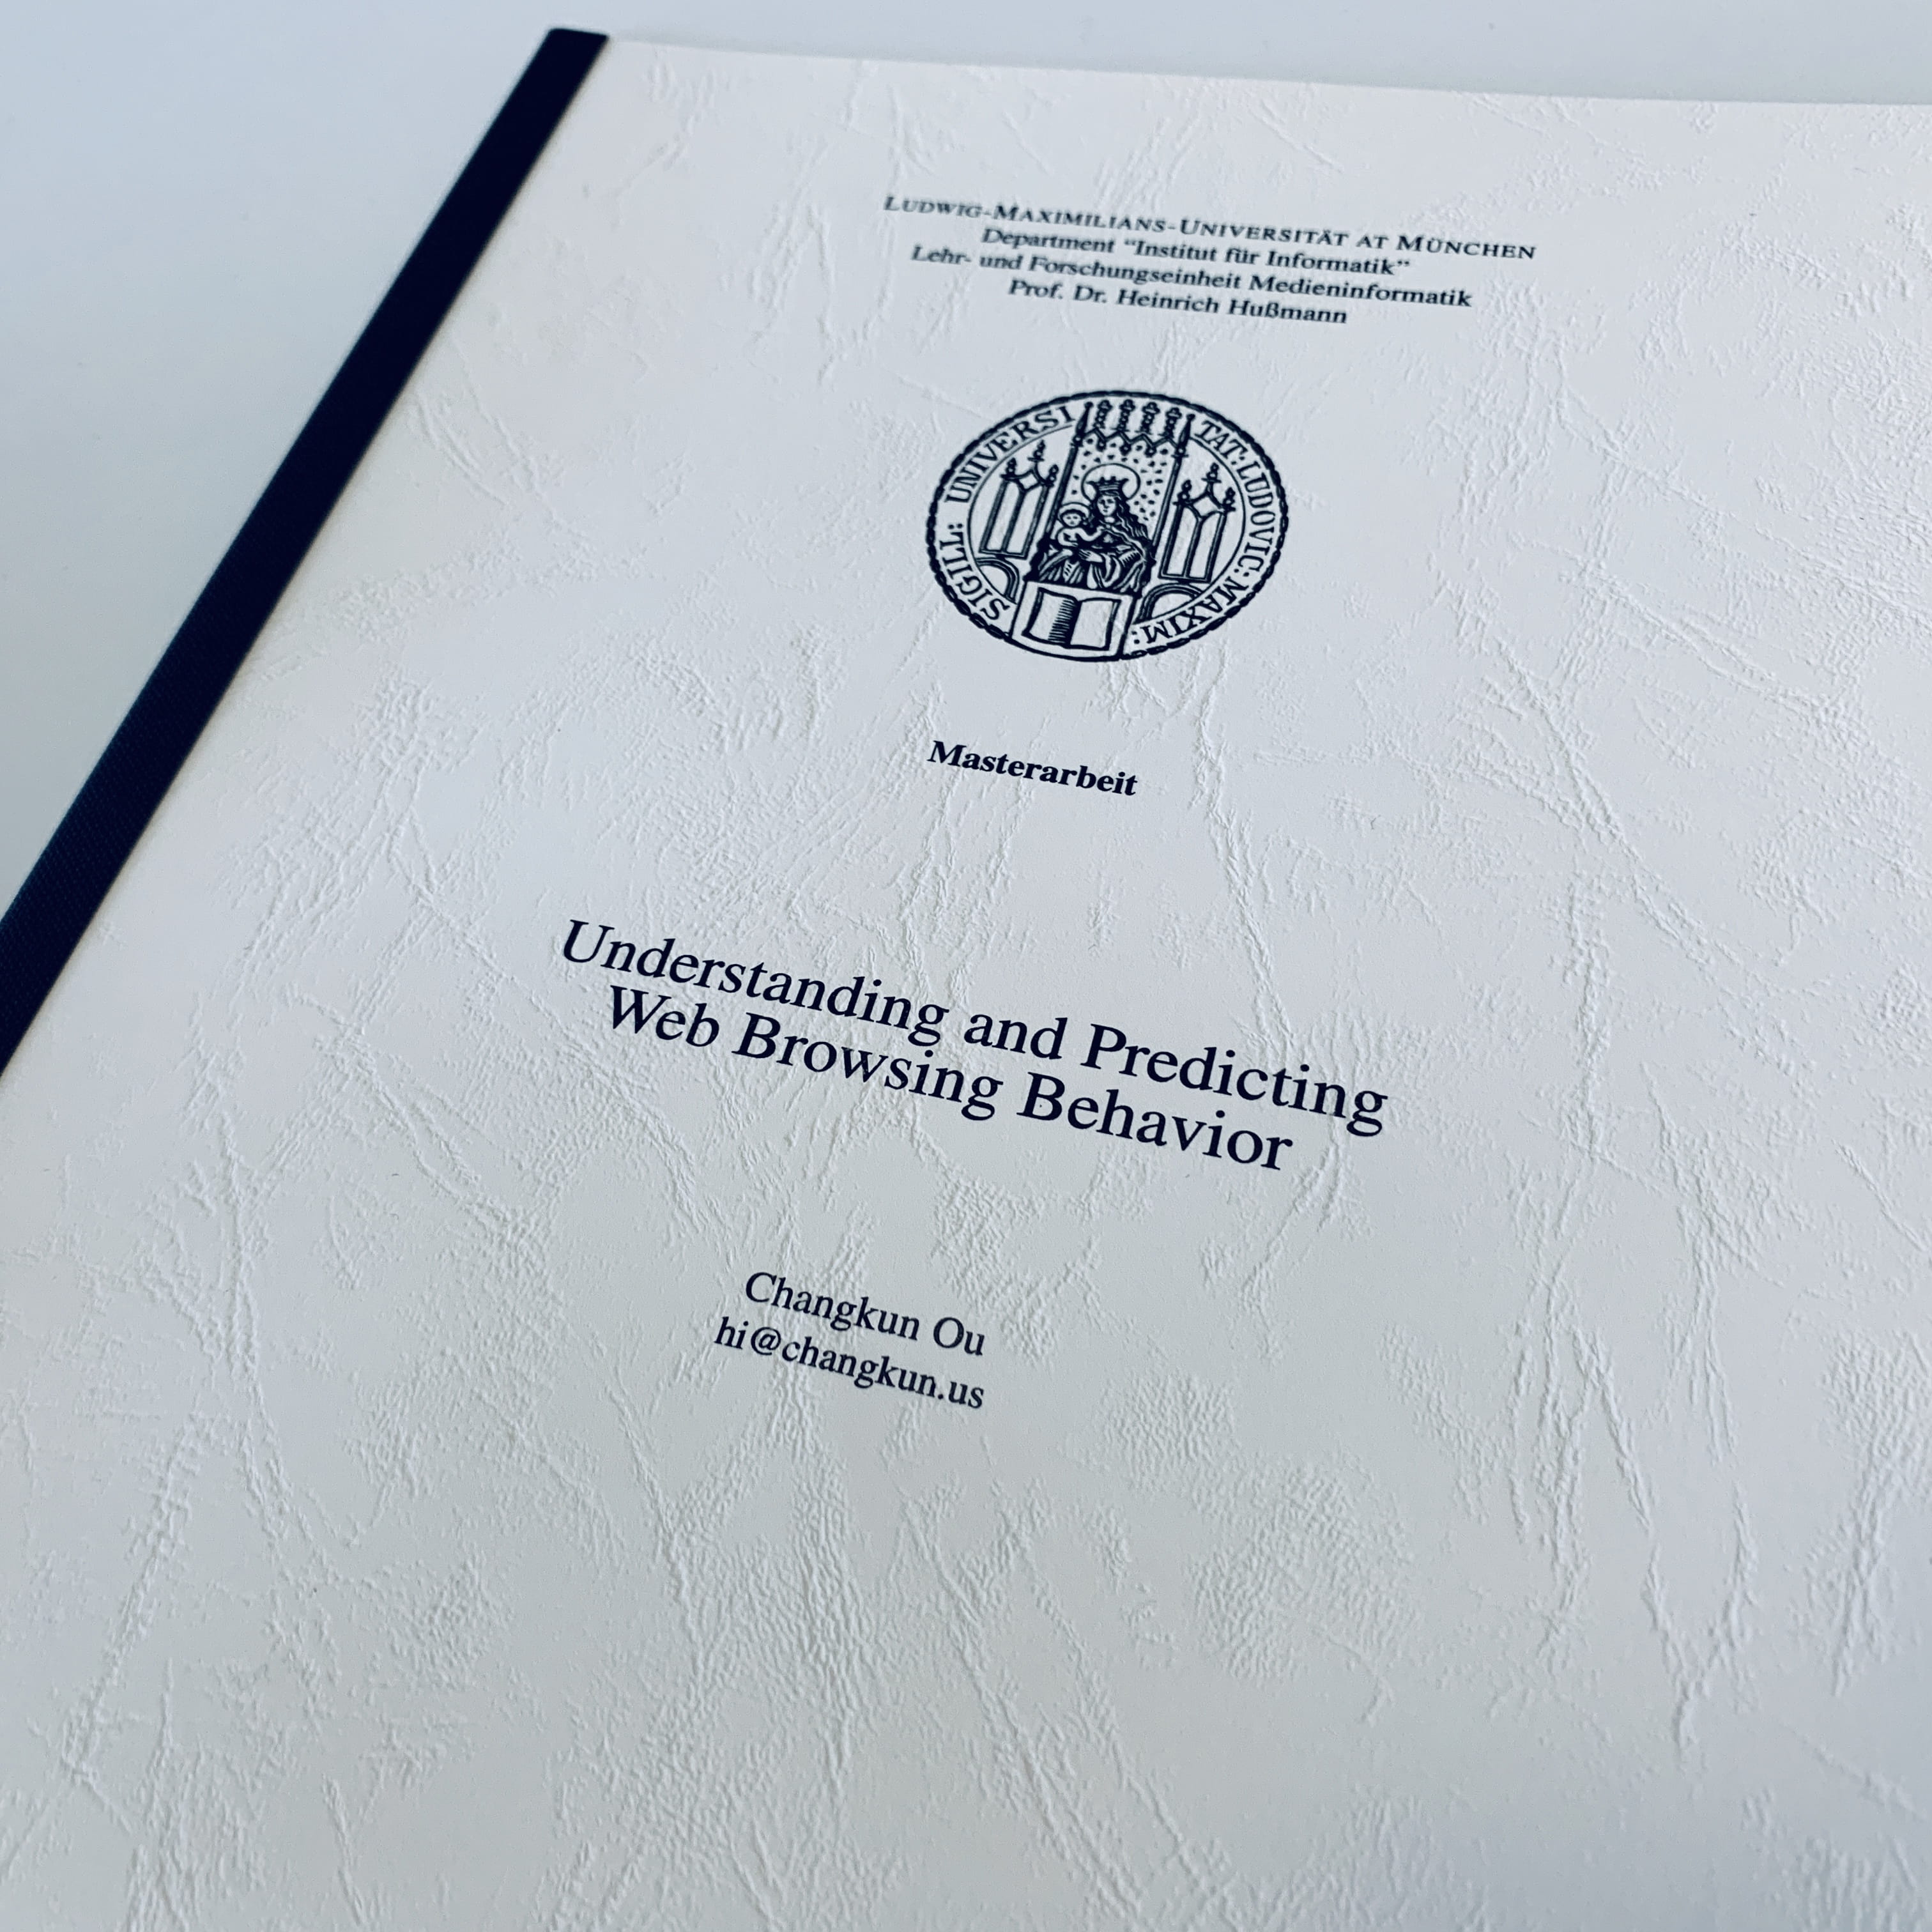 LUDWIG-MAXIMILIANS-UNIVERSITÄT AT MÜNCHEN
Department “Institut für Informatik”
Lehr- und Forschungseinheit Medieninformatik
Prof. Dr. Heinrich Hußmann
SIGILL: UNIVERSITAT: LUDOVIC: MAXIM:
Masterarbeit
Understanding and Predicting
Web Browsing Behavior
Changkun Ou
hi@changkun.us